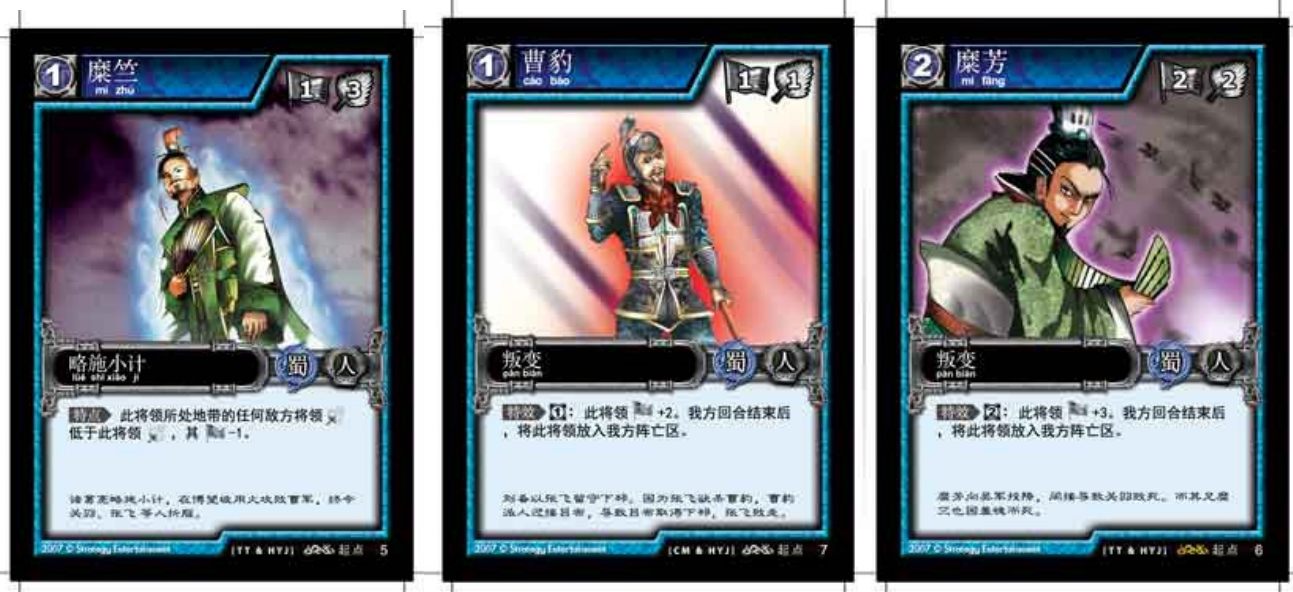 1
糜竺
mí zhú
1 3
略施小计
lüè shī xiǎo jì
蜀 人
特点 此将领所处地带的任何敌方将领
低于此将领 ，其 -1。
诸葛亮略施小计，在博望坡用火攻败曹军，终令
关羽、张飞等人折服。
2007 © Strategy Entertainment [TT & HYJ] 起点 5
1
曹豹
cáo bào
1 1
叛变
pàn biàn
蜀 人
特效 1：此将领 +2。我方回合结束后
，将此将领放入我方阵亡区。
刘备以张飞留守下邳。因为张飞欲杀曹豹，曹豹
派人迎接吕布，导致吕布取得下邳，张飞败走。
2007 © Strategy Entertainment [CM & HYJ] 起点 7
2
糜芳
mí fāng
2 2
叛变
pàn biàn
蜀 人
特效 2：此将领 +3。我方回合结束后
，将此将领放入我方阵亡区。
糜芳向吴军投降，间接导致关羽败死。而其兄糜
竺也因羞愧而死。
2007 © Strategy Entertainment [TT & HYJ] 起点 6